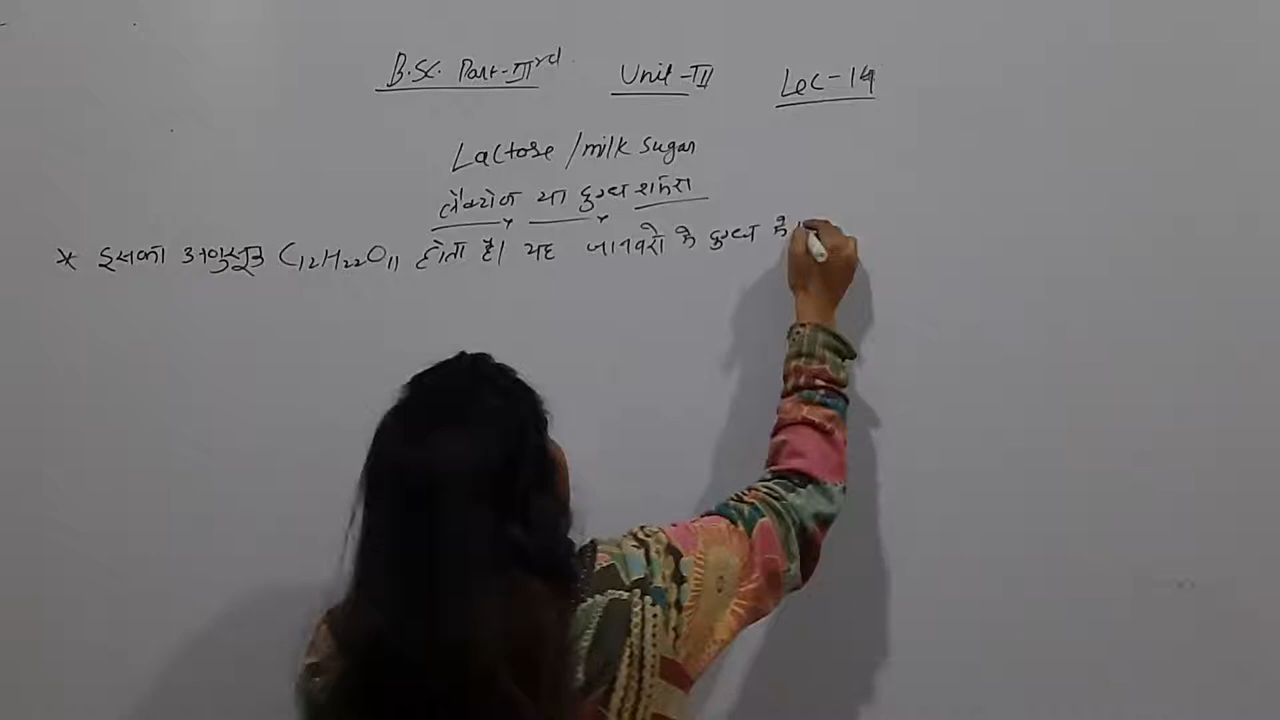 B.Sc. Part-IIIrd Unit-II Lec-14
Lactose / milk sugar
लैक्टोज या दुग्ध शर्करा
* इसका अणुसूत्र C12H22O11 होता है। यह जानवरो के दुग्ध मे